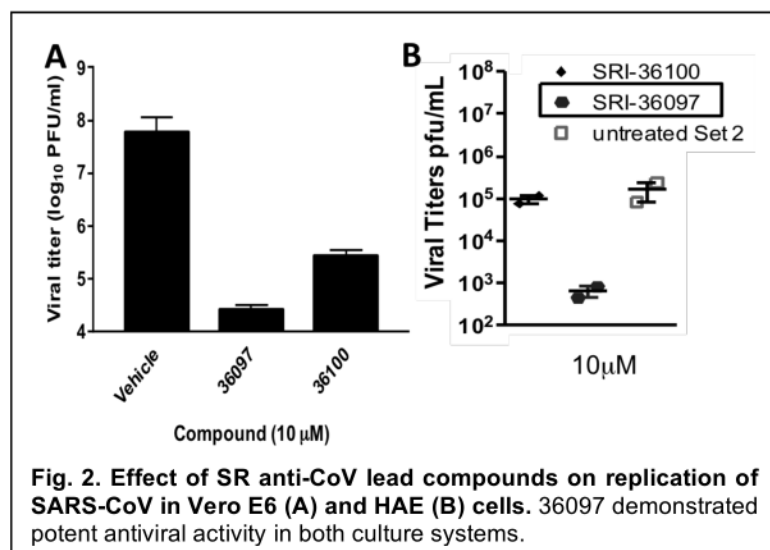 A
Viral titer (log₁₀ PFU/ml)
9
8
7
6
5
4
Vehicle
36097
36100
Compound (10 μM)
B
Viral Titers pfu/mL
10⁸
10⁷
10⁶
10⁵
10⁴
10³
10²
SRI-36100
SRI-36097
untreated Set 2
10μM
Fig. 2. Effect of SR anti-CoV lead compounds on replication of
SARS-CoV in Vero E6 (A) and HAE (B) cells. 36097 demonstrated
potent antiviral activity in both culture systems.